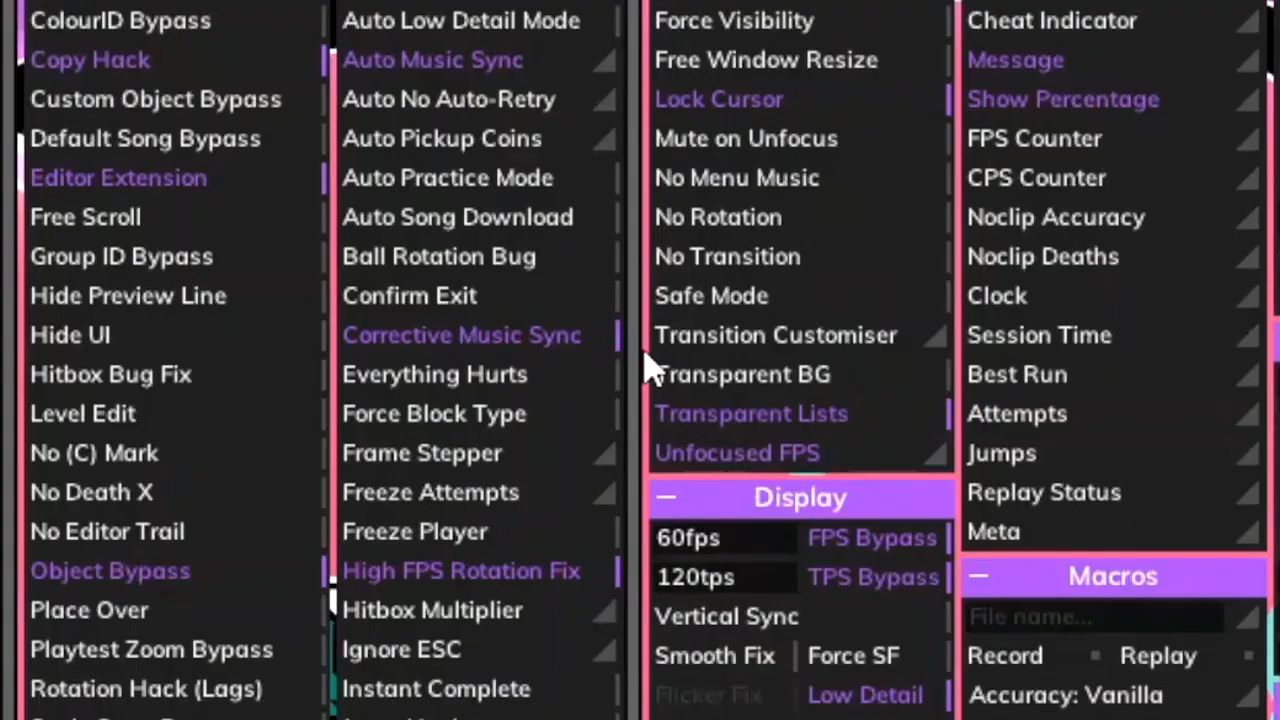 ColourID Bypass
Copy Hack
Custom Object Bypass
Default Song Bypass
Editor Extension
Free Scroll
Group ID Bypass
Hide Preview Line
Hide UI
Hitbox Bug Fix
Level Edit
No (C) Mark
No Death X
No Editor Trail
Object Bypass
Place Over
Playtest Zoom Bypass
Rotation Hack (Lags)
Auto Low Detail Mode
Auto Music Sync
Auto No Auto-Retry
Auto Pickup Coins
Auto Practice Mode
Auto Song Download
Ball Rotation Bug
Confirm Exit
Corrective Music Sync
Everything Hurts
Force Block Type
Frame Stepper
Freeze Attempts
Freeze Player
High FPS Rotation Fix
Hitbox Multiplier
Ignore ESC
Instant Complete
Force Visibility
Free Window Resize
Lock Cursor
Mute on Unfocus
No Menu Music
No Rotation
No Transition
Safe Mode
Transition Customiser
Transparent BG
Transparent Lists
Unfocused FPS
Display
60fps FPS Bypass
120tps TPS Bypass
Vertical Sync
Smooth Fix Force SF
Flicker Fix Low Detail
Cheat Indicator
Message
Show Percentage
FPS Counter
CPS Counter
Noclip Accuracy
Noclip Deaths
Clock
Session Time
Best Run
Attempts
Jumps
Replay Status
Meta
Macros
File name...
Record Replay
Accuracy: Vanilla